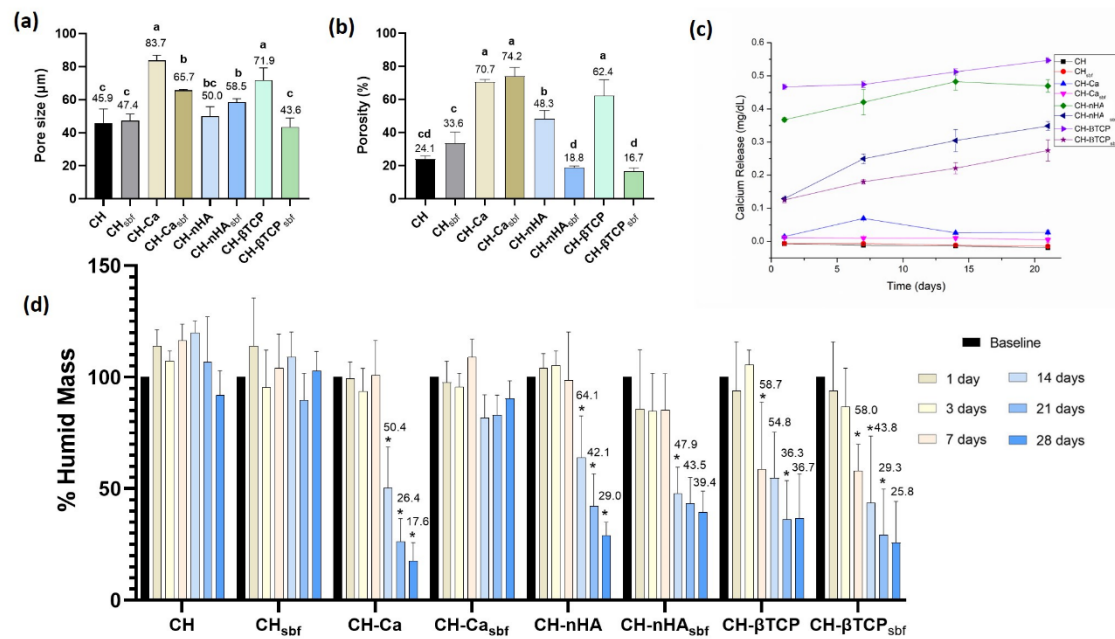 (a)
Pore size (µm)
100
80
60
40
20
0
c
45.9
c
47.4
a
83.7
b
65.7
bc
50.0
b
58.5
a
71.9
c
43.6
CH
CHsbf
CH-Ca
CH-Casbf
CH-nHA
CH-nHAsbf
CH-βTCP
CH-βTCP sbf
(b)
Porosity (%)
100
80
60
40
20
0
cd
24.1
c
33.6
a
70.7
a
74.2
b
48.3
d
18.8
a
62.4
d
16.7
CH
CHsbf
CH-Ca
CH-Casbf
CH-nHA
CH-nHAsbf
CH-βTCP
CH-βTCP sbf
(c)
Calcium Release (mg/dL)
0.6
0.5
0.4
0.3
0.2
0.1
0.0
0
5
10
15
20
Time (days)
CH
CHsbf
CH-Ca
CH-Casbf
CH-nHA
CH-nHA
CH-BTCP
CH-BTCP
(d)
% Humid Mass
150
100
50
0
50.4
*
26.4
*
17.6
*
64.1
*
42.1
*
29.0
*
47.9
*
43.5
39.4
58.7
*
54.8
36.3
*
36.7
58.0
*
43.8
*
29.3
*
25.8
CH
CHsbf
CH-Ca
CH-Casbf
CH-nHA
CH-nHAsbf
CH-βTCP
CH-βTCPsbf
Baseline
1 day
3 days
7 days
14 days
21 days
28 days